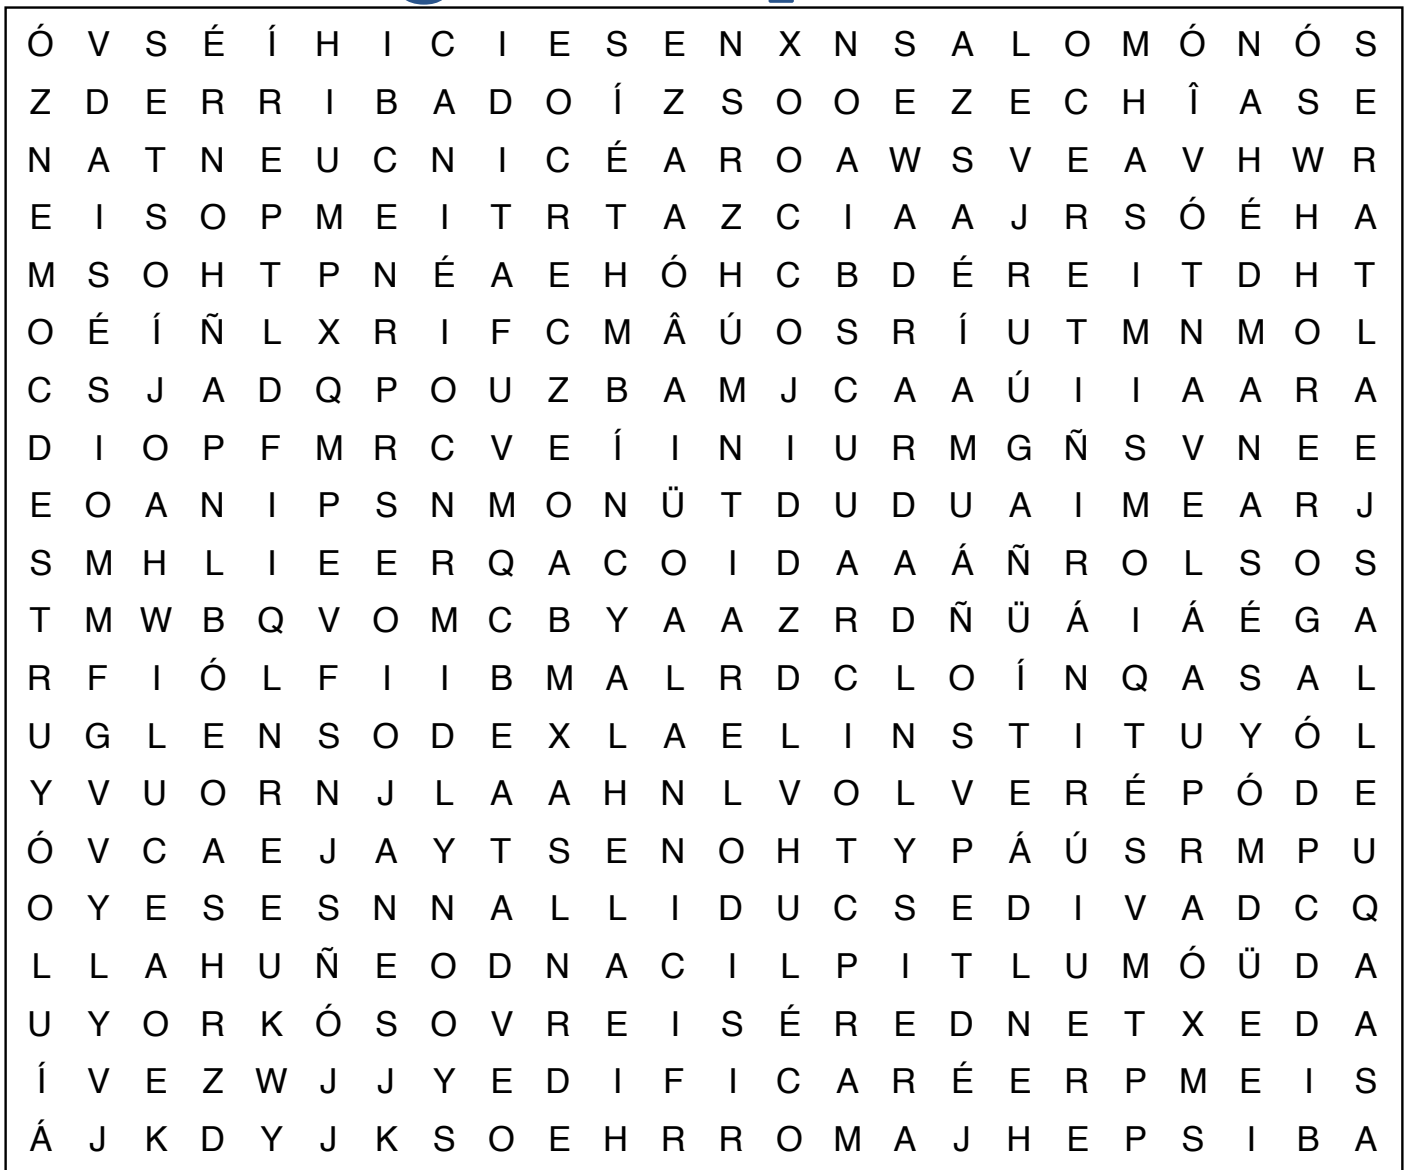 Ó V S É Í H I C I E S E N X N S A L O M Ó N Ó S
Z D E R R I B A D O Í Z S O O E Z E C H Î A S E
N A T N E U C N I C É A R O A W S V E A V H W R
E I S O P M E I T R T A Z C I A A J R S Ó É H A
M S O H T P N É A E H Ó H C B D É R E I T D H T
O É Í Ñ L X R I F C M Â Ú O S R Í U T M N M O L
C S J A D Q P O U Z B A M J C A A Ú I I A A R A
D I O P F M R C V E Í I N I U R M G Ñ S V N E E
E O A N I P S N M O N Ü T D U D U A I M E A R J
S M H L I E E R Q A C O I D A A Á Ñ R O L S O S
T M W B Q V O M C B Y A A Z R D Ñ Ü Á I Á É G A
R F I Ó L F I I B M A L R D C L O Í N Q A S A L
U G L E N S O D E X L A E L I N S T I T U Y Ó L
Y V U O R N J L A A H N L V O L V E R É P Ó D E
Ó V C A E J A Y T S E N O H T Y P Á Ú S R M P U
O Y E S E S N N A L L I D U C S E D I V A D C Q
L L A H U Ñ E O D N A C I L P I T L U M Ó Ü D A
U Y O R K Ó S O V R E I S É R E D N E T X E D A
Í V E Z W J J Y E D I F I C A R É E R P M E I S
Á J K D Y J K S O E H R R O M A J H E P S I B A